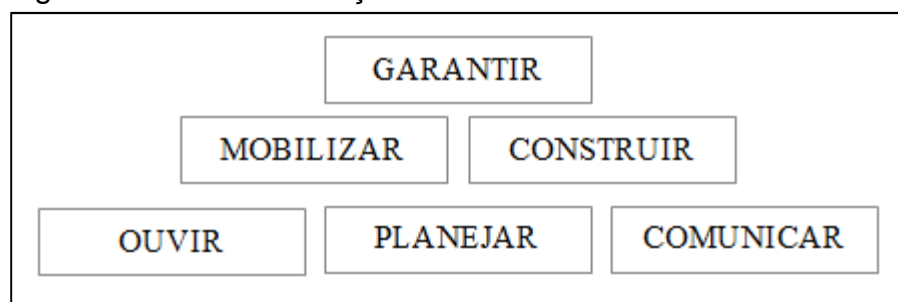 GARANTIR
MOBILIZAR CONSTRUIR
OUVIR PLANEJAR COMUNICAR